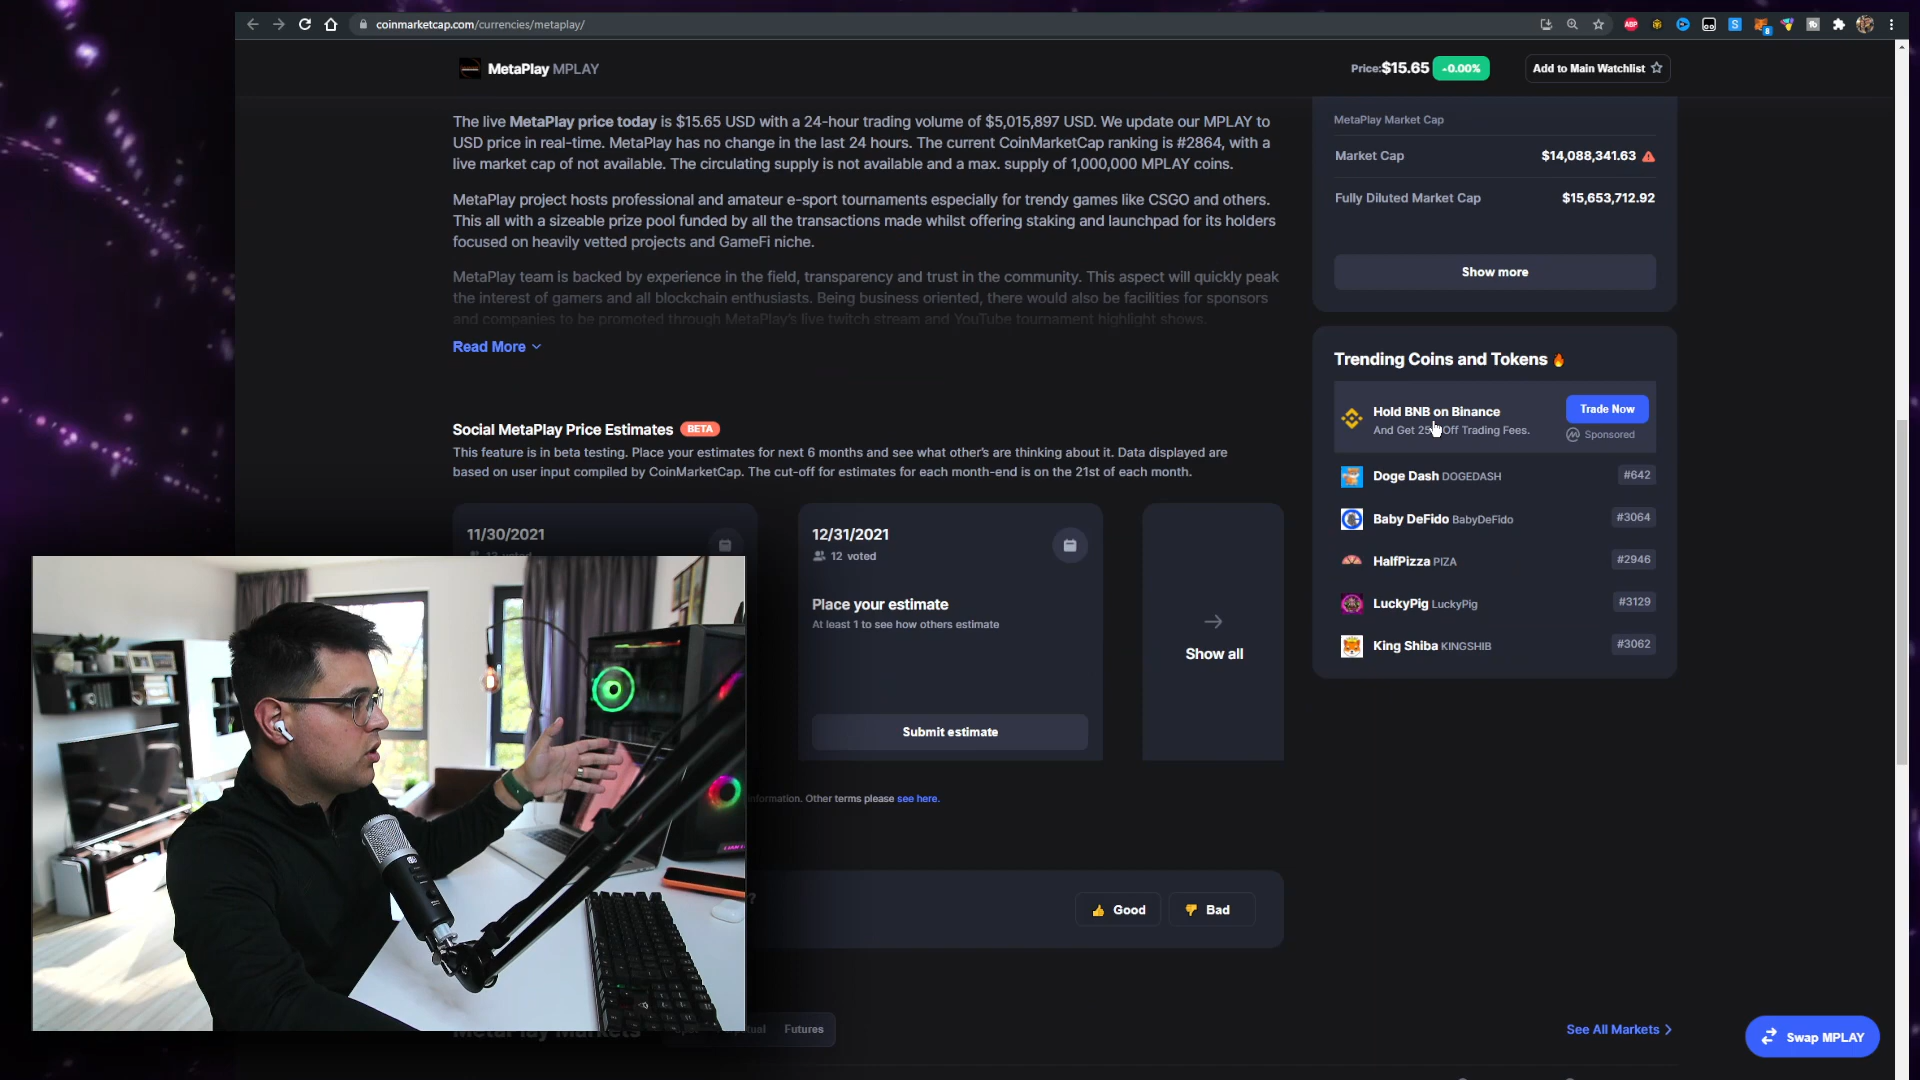 coinmarketcap.com/currencies/metaplay/
MetaPlay MPLAY
Price:$15.65 -0.00%
Add to Main Watchlist
The live MetaPlay price today is $15.65 USD with a 24-hour trading volume of $5,015,897 USD. We update our MPLAY to
USD price in real-time. MetaPlay has no change in the last 24 hours. The current CoinMarketCap ranking is #2864, with a
live market cap of not available. The circulating supply is not available and a max. supply of 1,000,000 MPLAY coins.
MetaPlay project hosts professional and amateur e-sport tournaments especially for trendy games like CSGO and others.
This all with a sizeable prize pool funded by all the transactions made whilst offering staking and launchpad for its holders
focused on heavily vetted projects and GameFi niche.
MetaPlay team is backed by experience in the field, transparency and trust in the community. This aspect will quickly peak
the interest of gamers and all blockchain enthusiasts. Being business oriented, there would also be facilities for sponsors
and companies to be promoted through MetaPlay's live twitch stream and YouTube tournament highlight shows.
Read More
Social MetaPlay Price Estimates BETA
This feature is in beta testing. Place your estimates for next 6 months and see what other's are thinking about it. Data displayed are
based on user input compiled by CoinMarketCap. The cut-off for estimates for each month-end is on the 21st of each month.
11/30/2021
voted
12/31/2021
12 voted
Place your estimate
At least 1 to see how others estimate
Submit estimate
Show all
information. Other terms please see here.
?
Good
Bad
MetaPlay Markets
Futures
See All Markets
Swap MPLAY
MetaPlay Market Cap
Market Cap $14,088,341.63
Fully Diluted Market Cap $15,653,712.92
Show more
Trending Coins and Tokens
Hold BNB on Binance
And Get 25 Off Trading Fees.
Trade Now
Sponsored
Doge Dash DOGEDASH #642
Baby DeFido BabyDeFido #3064
HalfPizza PIZA #2946
LuckyPig LuckyPig #3129
King Shiba KINGSHIB #3062